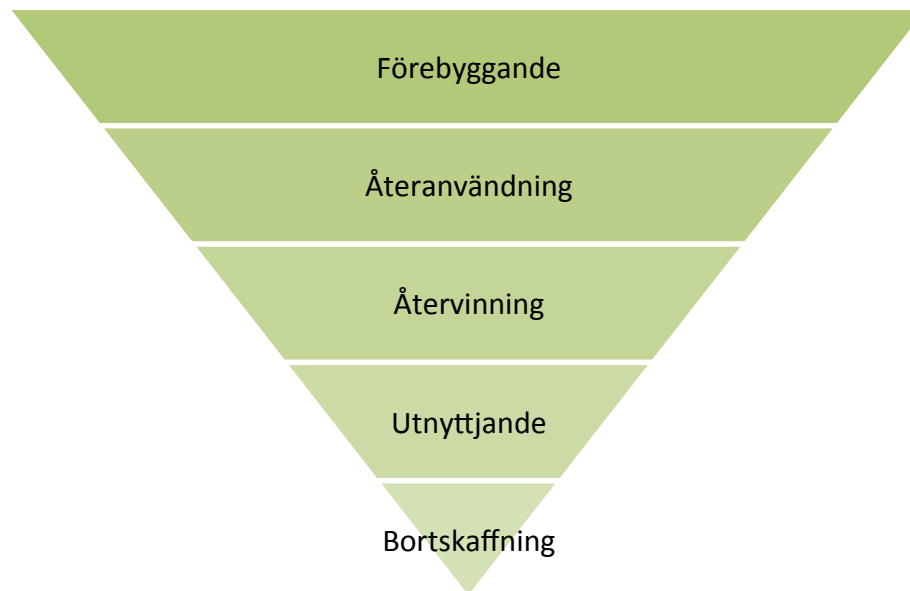 Förebyggande
Återanvändning
Återvinning
Utnyttjande
Bortskaffning